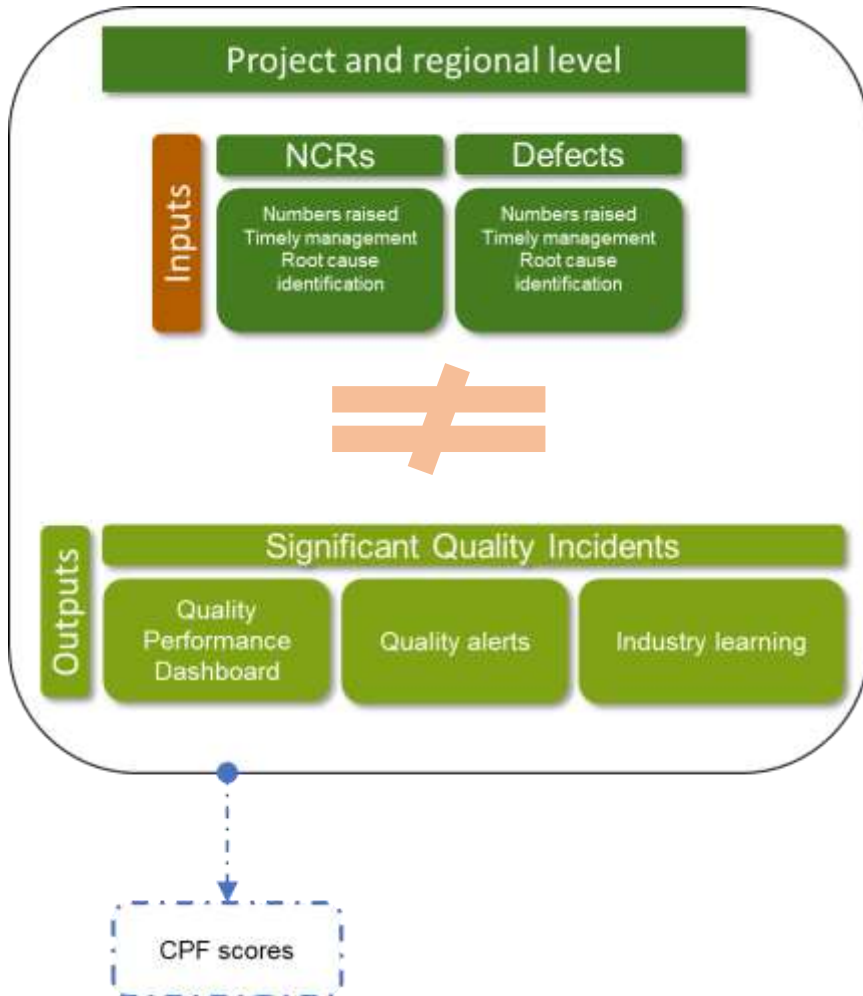 Project and regional level
Inputs
NCRs
Defects
Numbers raised
Timely management
Root cause
identification
Numbers raised
Timely management
Root cause
identification
≠
Outputs
Significant Quality Incidents
Quality
Performance
Dashboard
Quality alerts
Industry learning
CPF scores